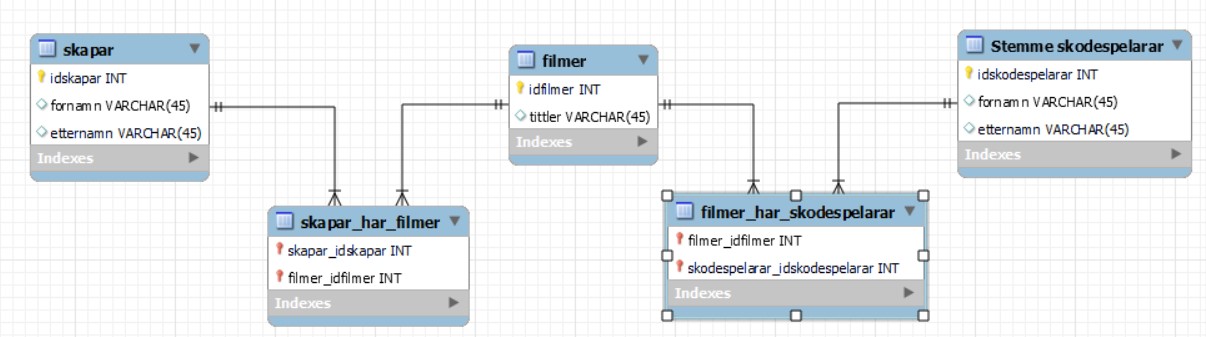 skapar
idskapar INT
fornamn VARCHAR(45)
etternamn VARCHAR(45)
Indexes
filmer
idfilmer INT
tittler VARCHAR(45)
Indexes
Stemme skodespelarar
idskodespelarar INT
fornamn VARCHAR(45)
etternamn VARCHAR(45)
Indexes
skapar_har_filmer
skapar_idskapar INT
filmer_idfilmer INT
Indexes
filmer_har_skodespelarar
filmer_idfilmer INT
skodespelarar_idskodespelarar INT
Indexes